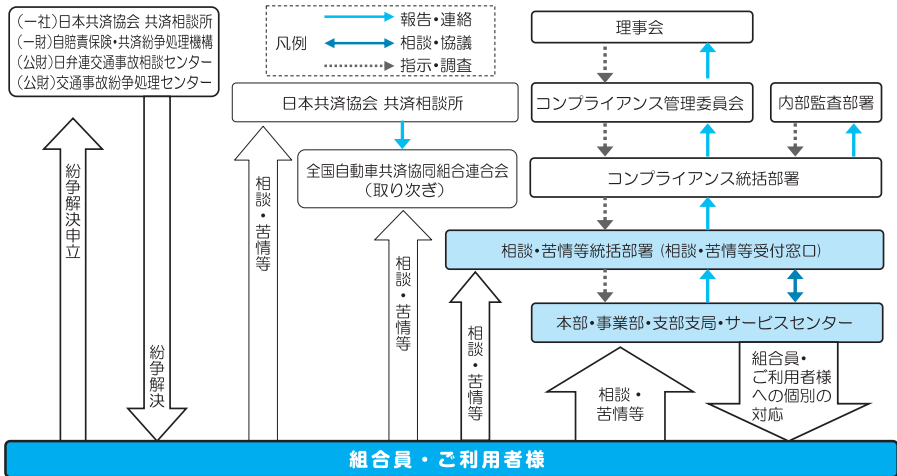 (一社)日本共済協会 共済相談所
(一財)自賠責保険・共済紛争処理機構
(公財)日弁連交通事故相談センター
(公財)交通事故紛争処理センター
凡例
報告・連絡
相談・協議
指示・調査
理事会
日本共済協会 共済相談所
コンプライアンス管理委員会
内部監査部署
全国自動車共済協同組合連合会
(取り次ぎ)
コンプライアンス統括部署
相談・苦情等統括部署 (相談・苦情等受付窓口)
本部・事業部・支部支局・サービスセンター
紛争解決申立
紛争解決
相談・苦情等
相談・苦情等
相談・苦情等
相談・
苦情等
組合員・
ご利用者様
への個別の
対応
組合員・ご利用者様